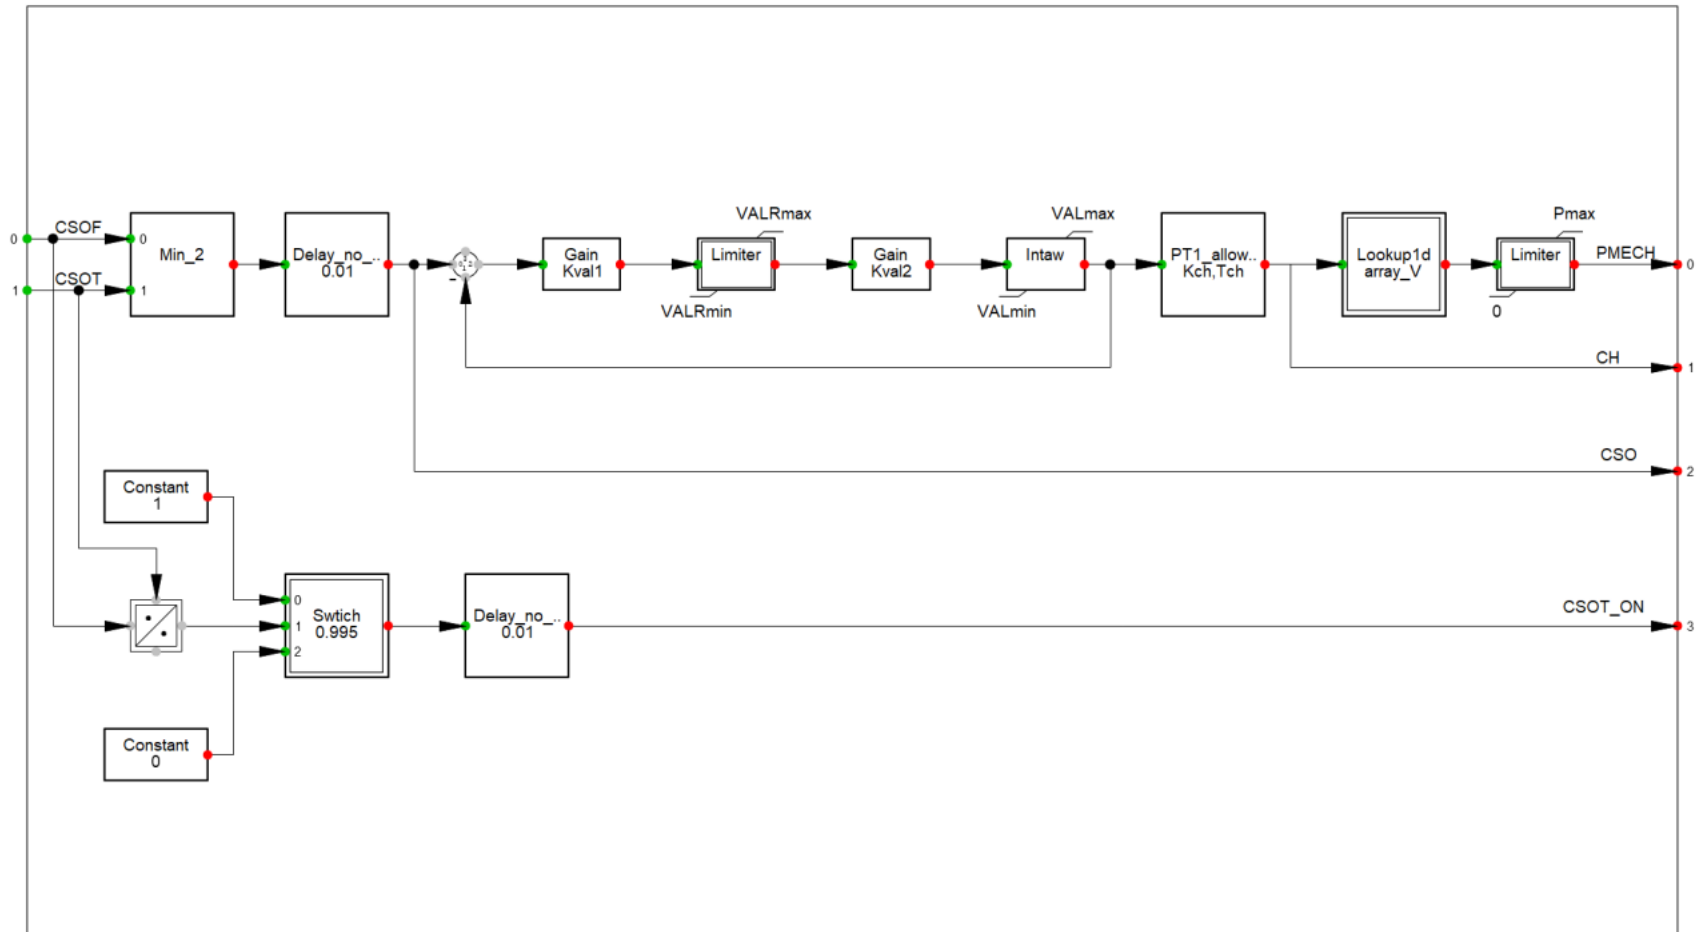 VALRmax
VALmax
Pmax
0
CSOF
0
Min_2
Delay_no_..
0.01
Gain
Kval1
Limiter
Gain
Kval2
Intaw
PT1_allow..
Kch,Tch
Lookup1d
array_V
Limiter
PMECH
0
1
CSOT
1
-
VALRmin
VALmin
0
CH
1
CSO
2
Constant
1
0
Swtich
0.995
1
2
Delay_no_..
0.01
CSOT_ON
3
Constant
0